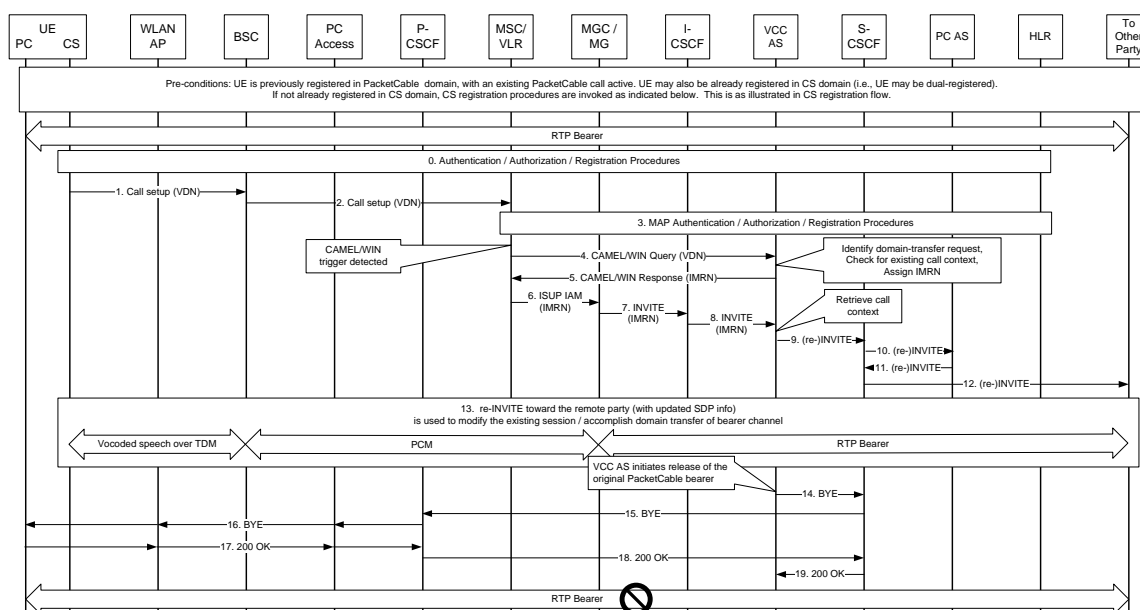 UE
PC CS
WLAN
AP
BSC
PC
Access
P-
CSCF
MSC/
VLR
MGC /
MG
I-
CSCF
VCC
AS
S-
CSCF
PC AS
HLR
To
Other
Party
Pre-conditions: UE is previously registered in PacketCable domain, with an existing PacketCable call active. UE may also be already registered in CS domain (i.e., UE may be dual-registered).
If not already registered in CS domain, CS registration procedures are invoked as indicated below. This is as illustrated in CS registration flow.
RTP Bearer
0. Authentication / Authorization / Registration Procedures
1. Call setup (VDN)
2. Call setup (VDN)
3. MAP Authentication / Authorization / Registration Procedures
CAMEL/WIN
trigger detected
4. CAMEL/WIN Query (VDN)
Identify domain-transfer request,
Check for existing call context,
Assign IMRN
5. CAMEL/WIN Response (IMRN)
6. ISUP IAM
(IMRN)
7. INVITE
(IMRN)
8. INVITE
(IMRN)
Retrieve call
context
9. (re-)INVITE
10. (re-)INVITE
11. (re-)INVITE
12. (re-)INVITE
13. re-INVITE toward the remote party (with updated SDP info)
is used to modify the existing session / accomplish domain transfer of bearer channel
Vocoded speech over TDM
PCM
RTP Bearer
VCC AS initiates release of the
original PacketCable bearer
14. BYE
15. BYE
16. BYE
17. 200 OK
18. 200 OK
19. 200 OK
RTP Bearer